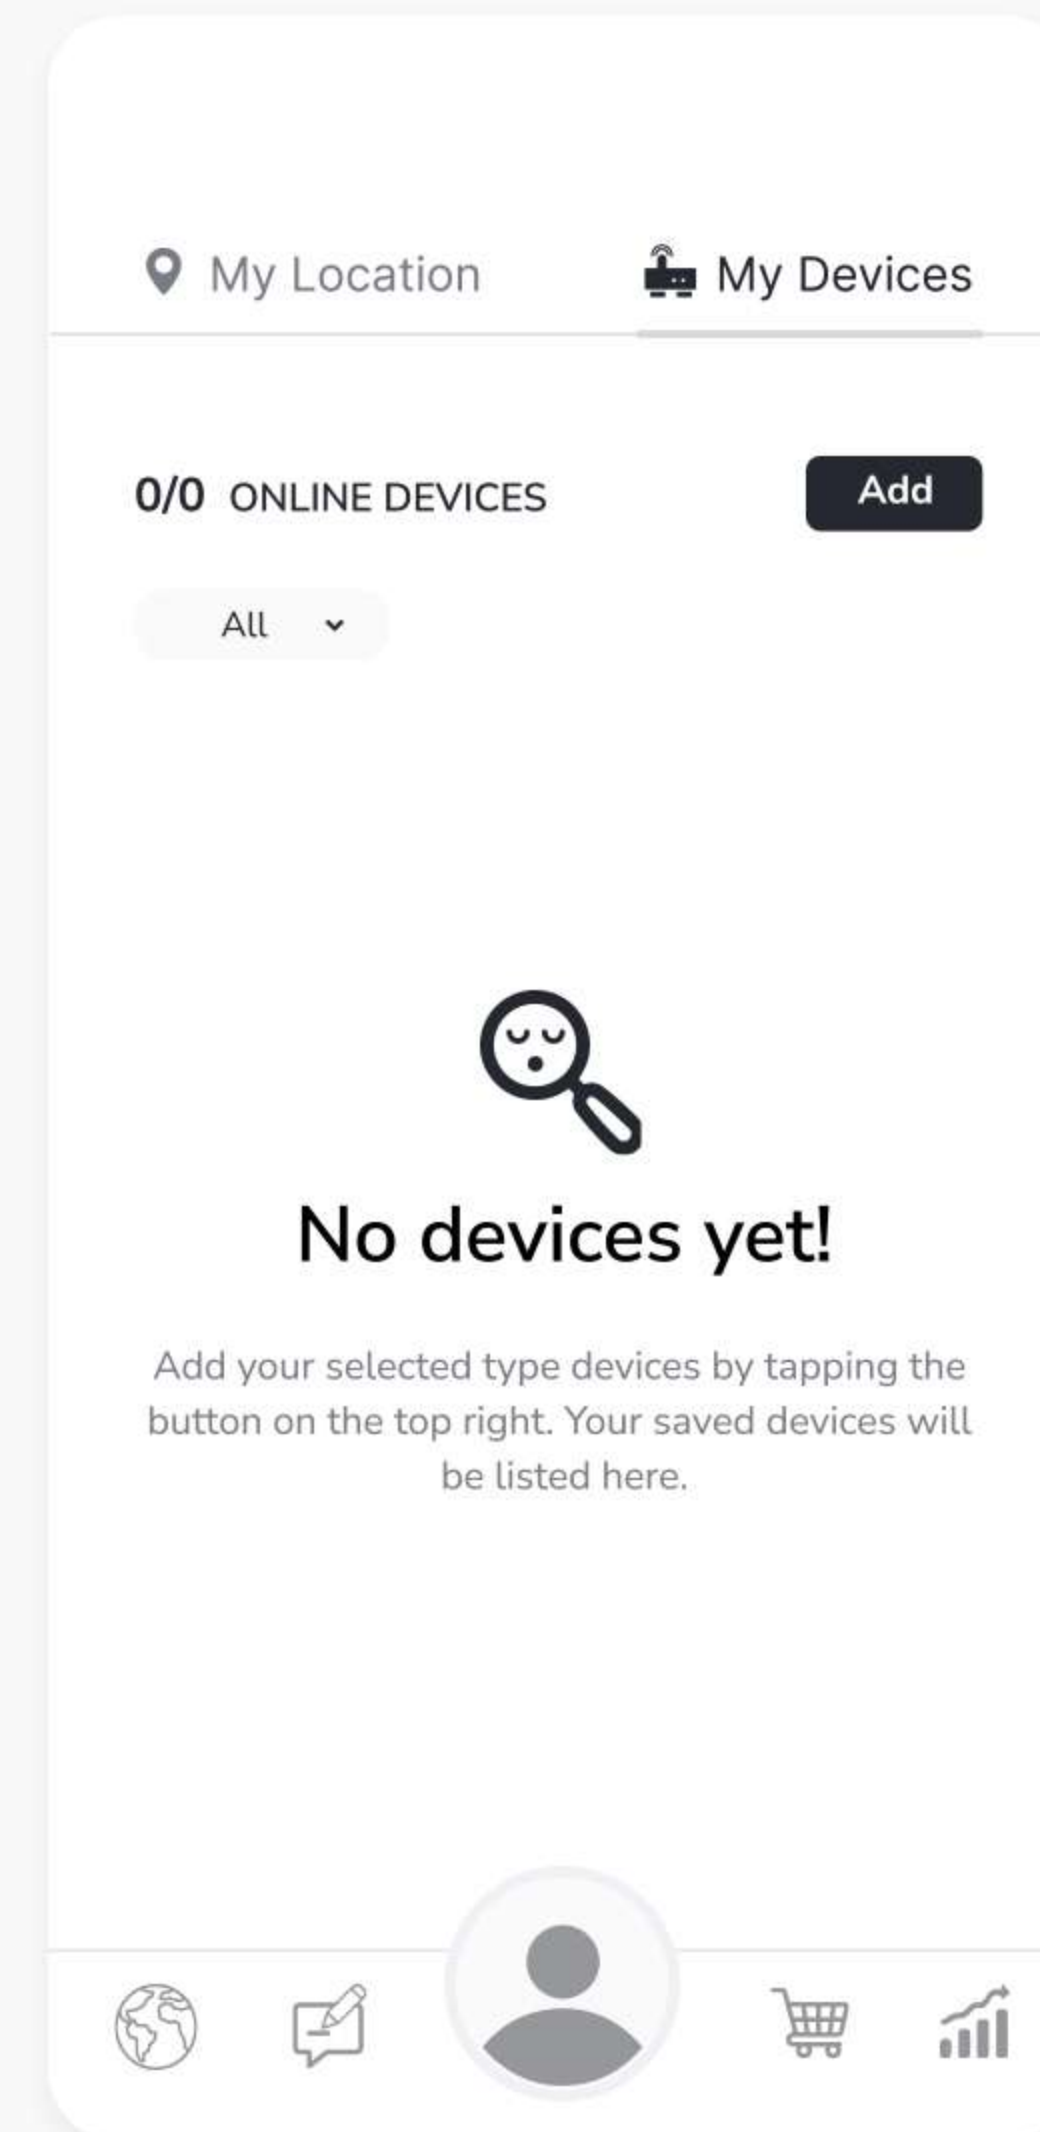 My Location
My Devices
0/0 ONLINE DEVICES
Add
All
No devices yet!
Add your selected type devices by tapping the
button on the top right. Your saved devices will
be listed here.